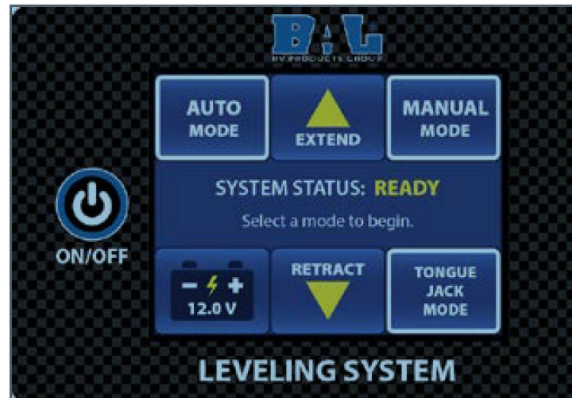 BAL
RV PRODUCTS GROUP
AUTO
MODE
EXTEND
MANUAL
MODE
SYSTEM STATUS: READY
Select a mode to begin.
ON/OFF
12.0 V
RETRACT
TONGUE
JACK
MODE
LEVELING SYSTEM